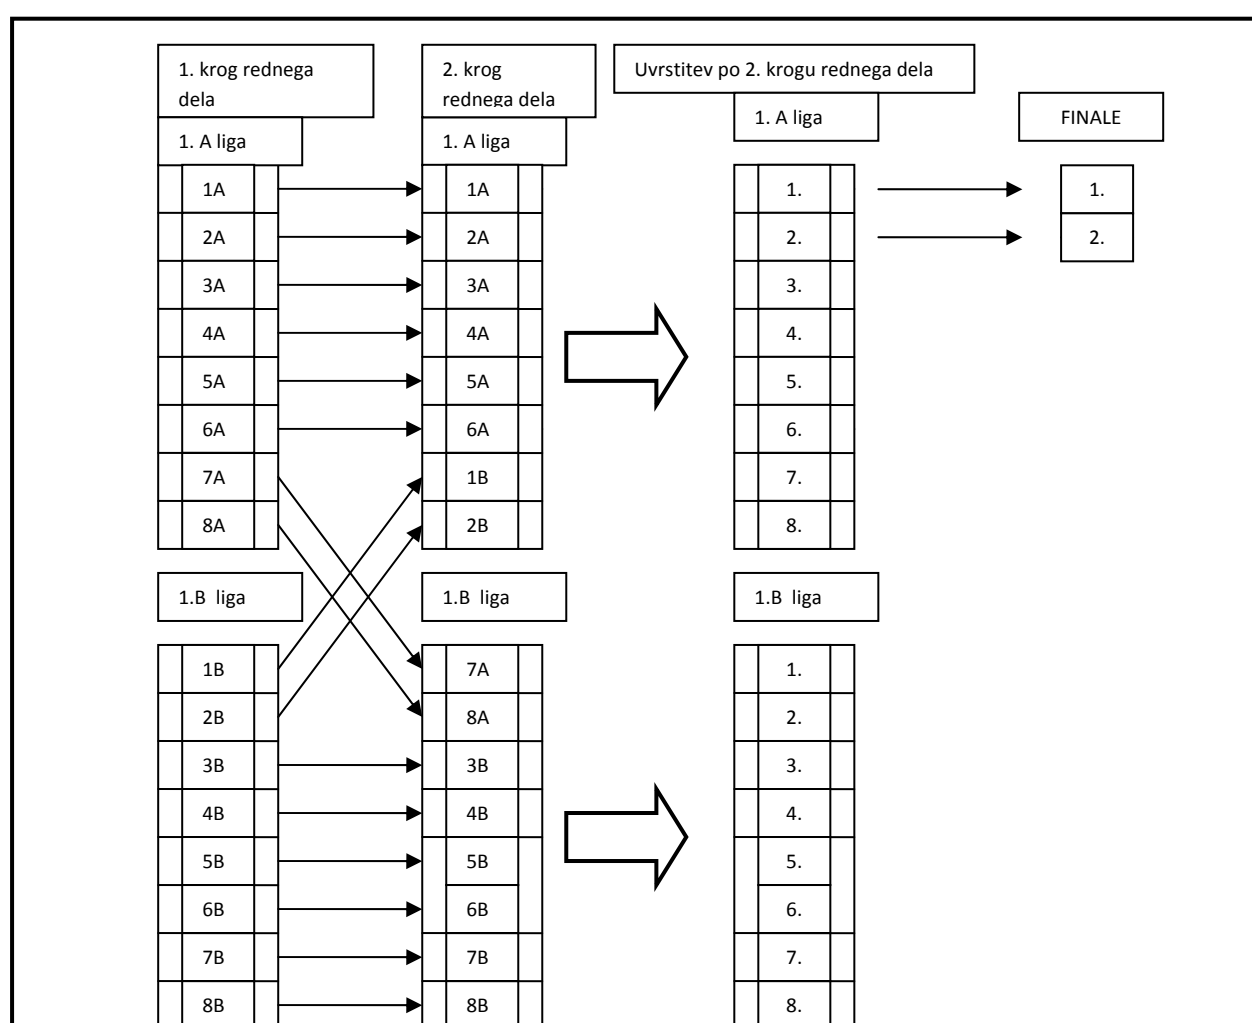 1. krog rednega
dela
2. krog
rednega dela
Uvrstitev po 2. krogu rednega dela
1. A liga
1. A liga
1. A liga
FINALE
1A
1A
1.
1.
2A
2A
2.
2.
3A
3A
3.
4A
4A
4.
5A
5A
5.
6A
6A
6.
7A
1B
7.
8A
2B
8.
1.B  liga
1.B  liga
1.B  liga
1B
7A
1.
2B
8A
2.
3B
3B
3.
4B
4B
4.
5B
5B
5.
6B
6B
6.
7B
7B
7.
8B
8B
8.